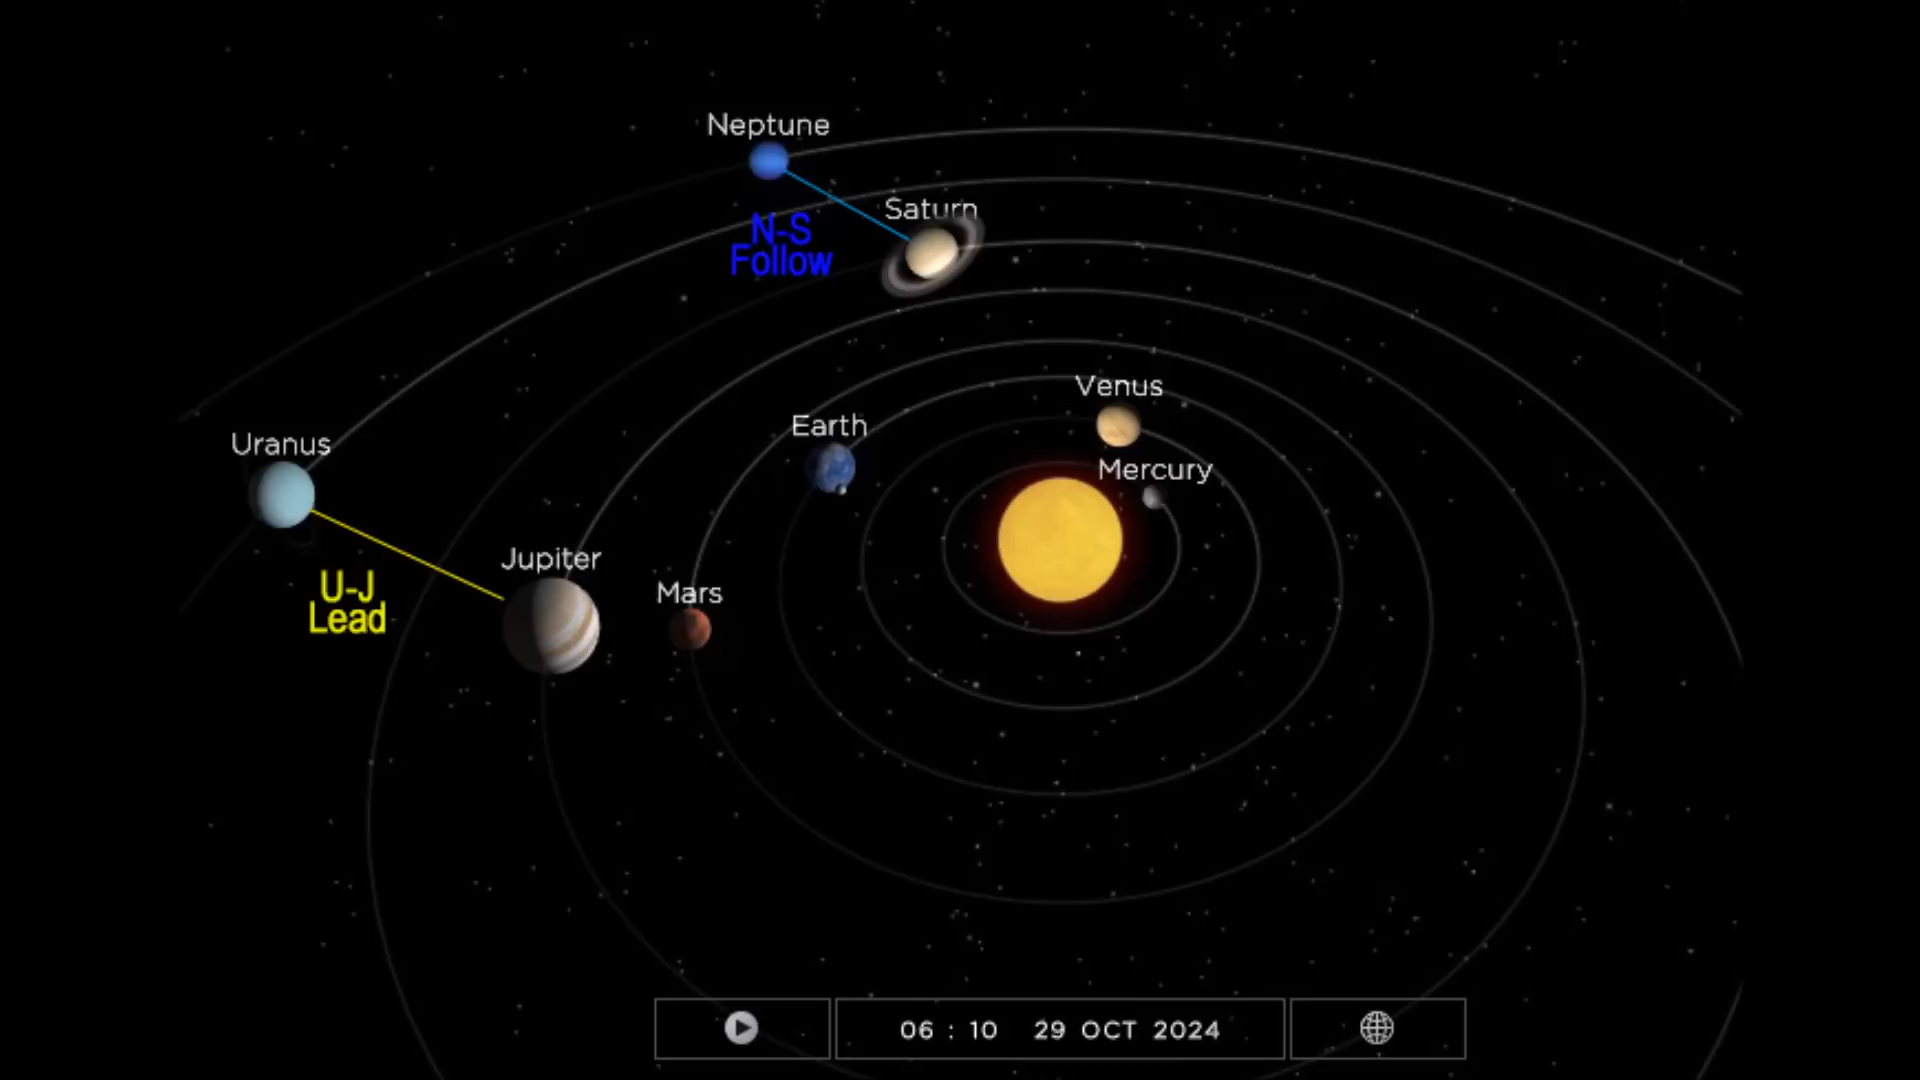 Neptune
Saturn
N-S
Follow
Venus
Earth
Uranus
Mercury
Jupiter
U-J
Lead
Mars
06 : 10 29 OCT 2024